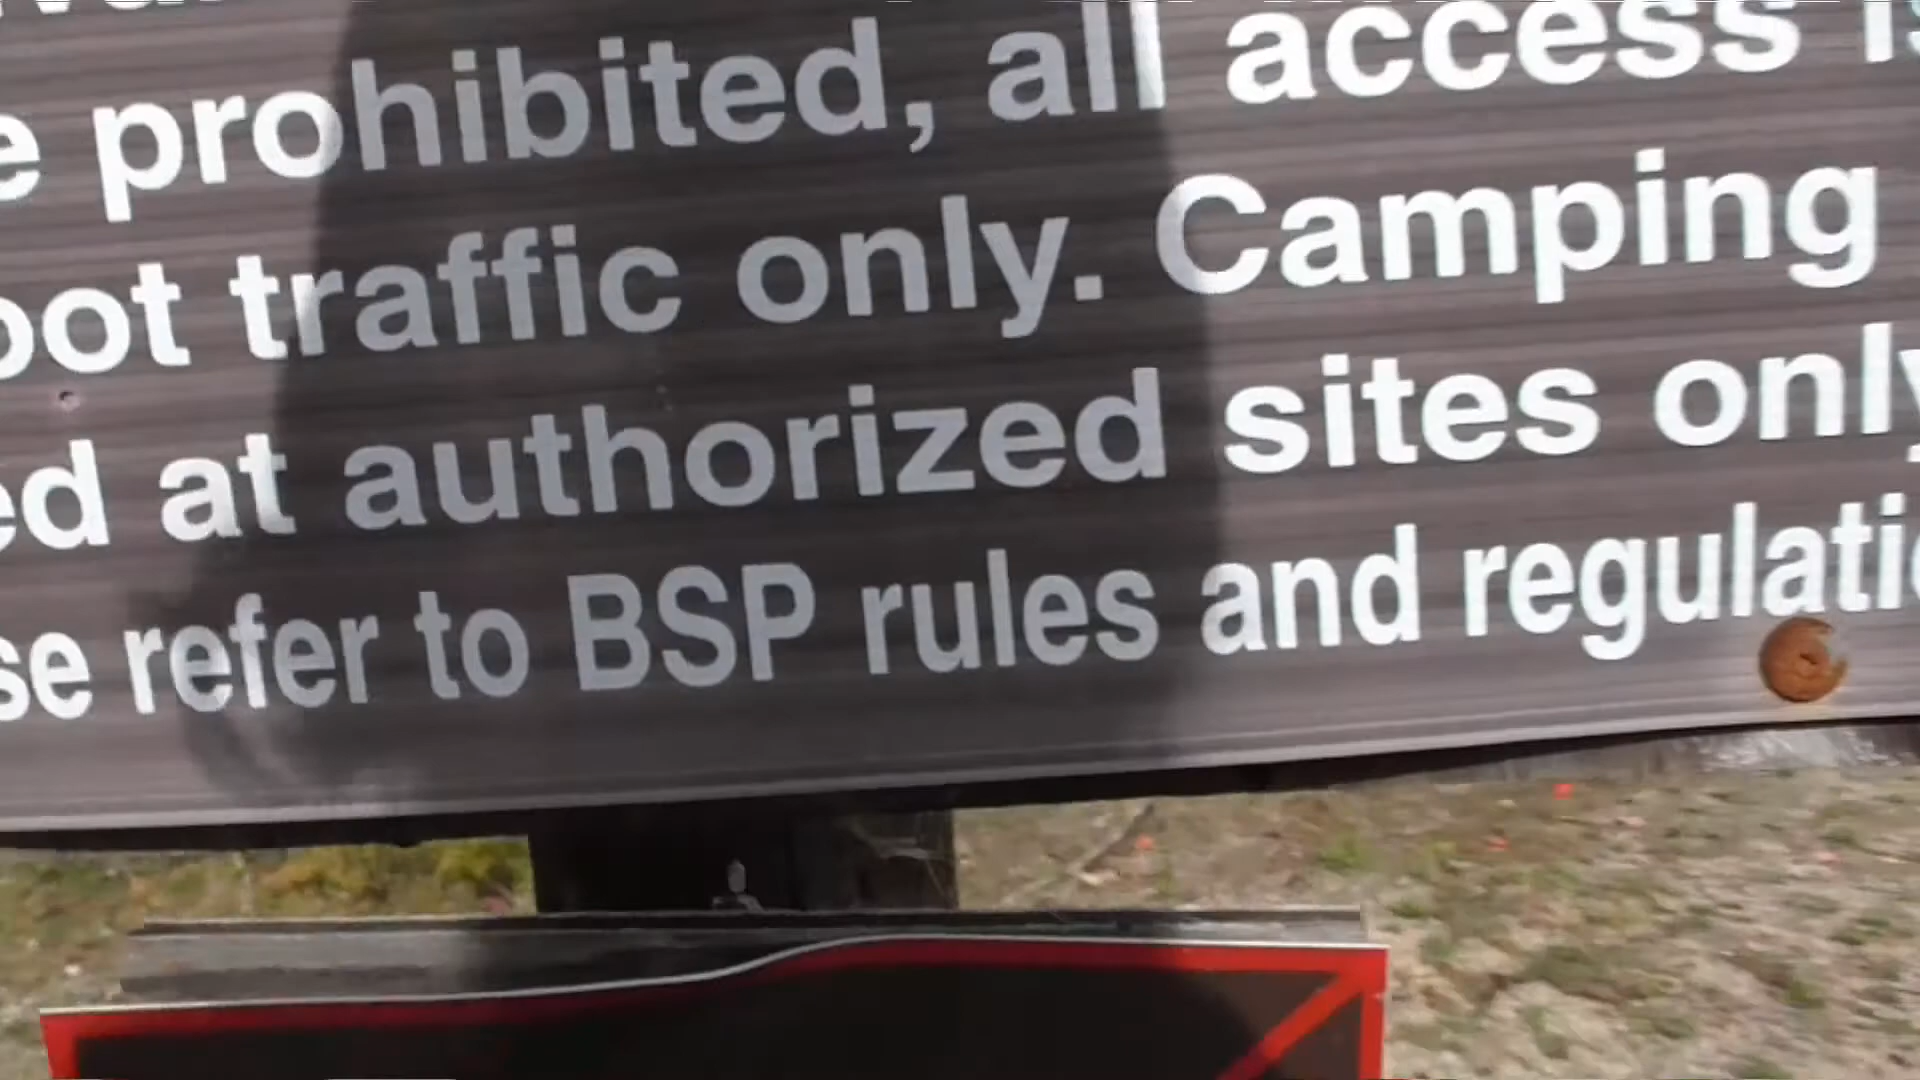 e prohibited, all access is
oot traffic only. Camping
ed at authorized sites only
se refer to BSP rules and regulati